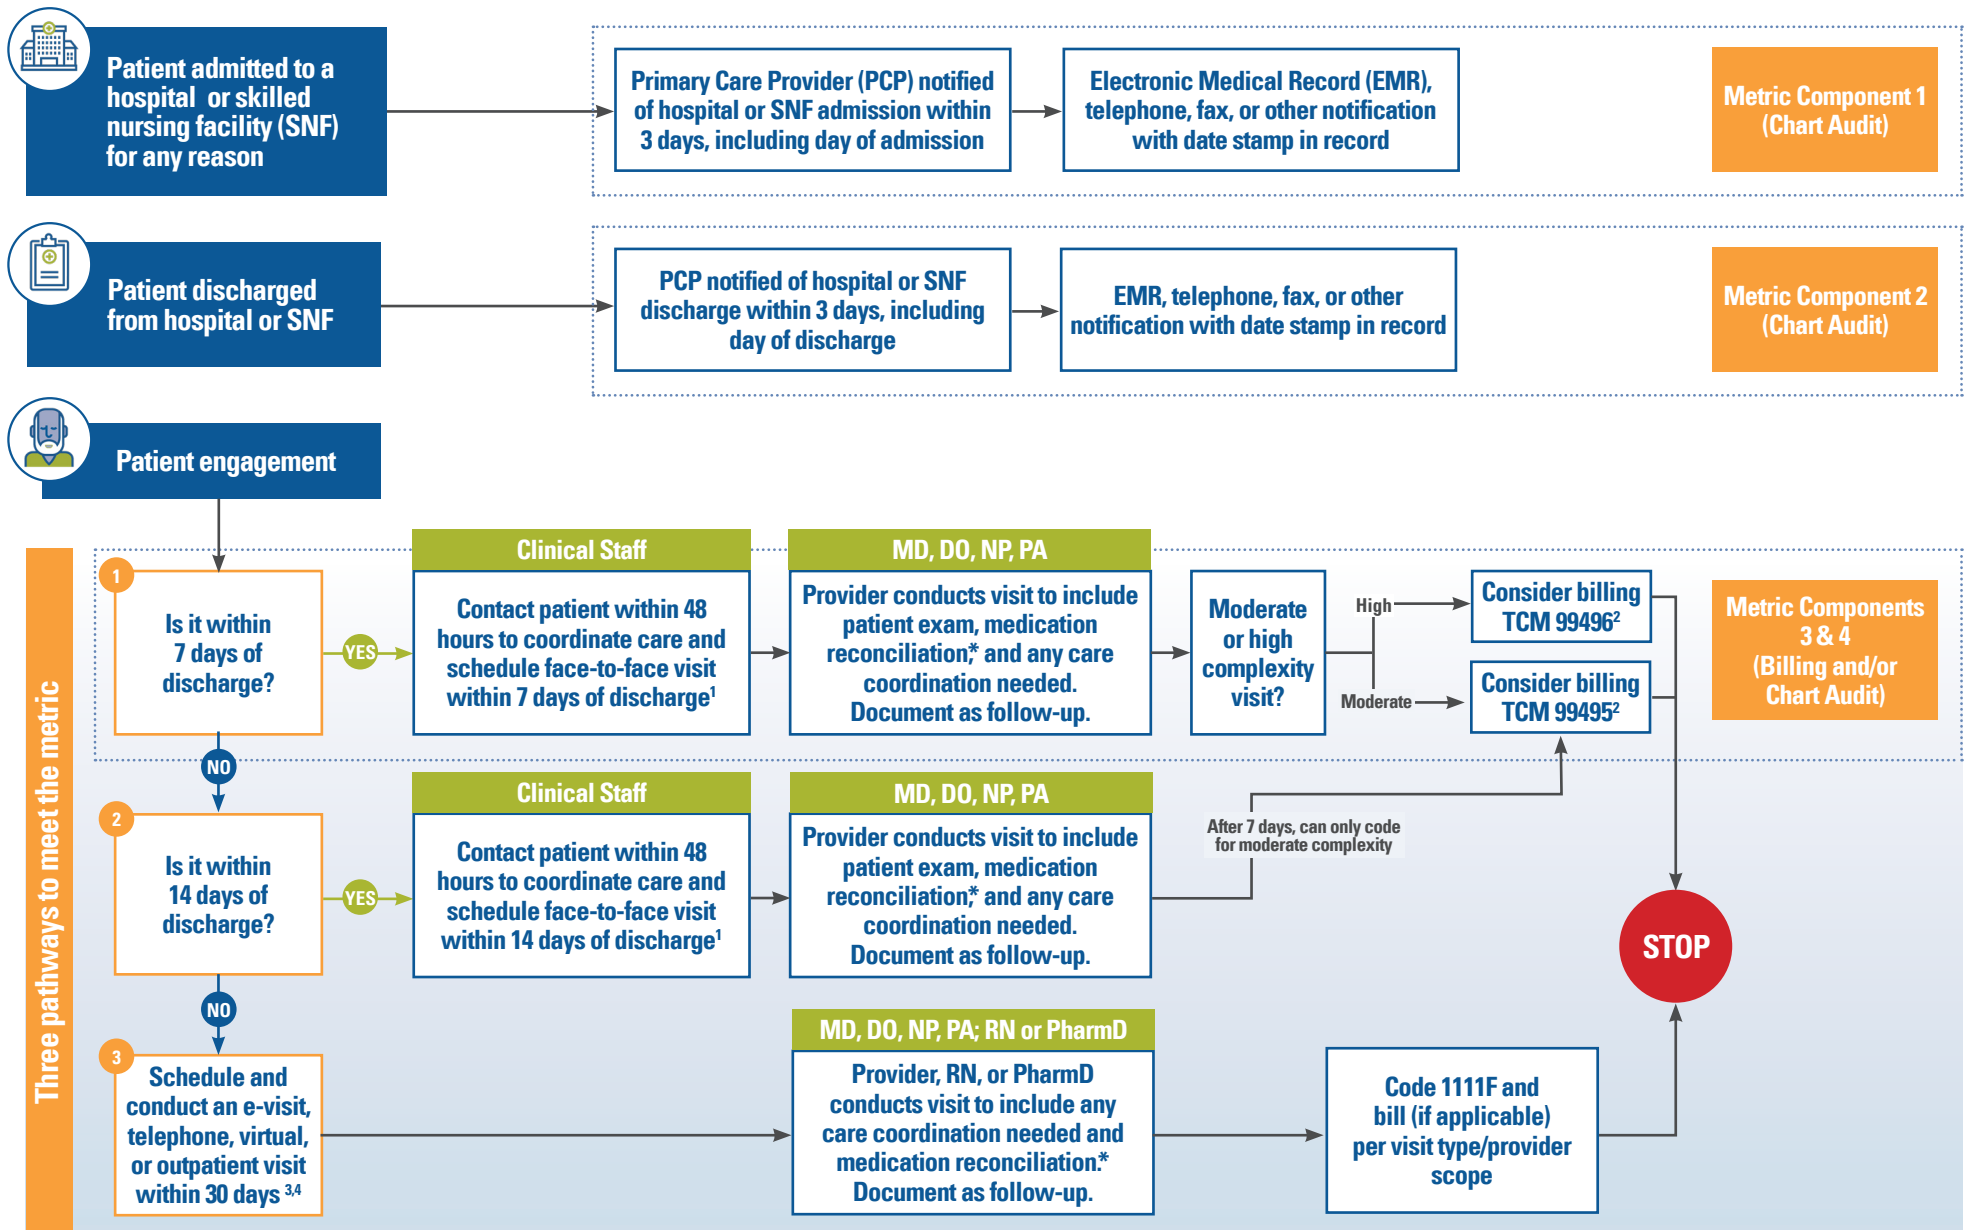 Patient admitted to a
hospital or skilled
nursing facility (SNF)
for any reason
Primary Care Provider (PCP) notified
of hospital or SNF admission within
3 days, including day of admission
Electronic Medical Record (EMR),
telephone, fax, or other notification
with date stamp in record
Metric Component 1
(Chart Audit)
Patient discharged
from hospital or SNF
PCP notified of hospital or SNF
discharge within 3 days, including
day of discharge
EMR, telephone, fax, or other
notification with date stamp in record
Metric Component 2
(Chart Audit)
Patient engagement
Three pathways to meet the metric
1
Is it within
7 days of
discharge?
YES
Clinical Staff
Contact patient within 48
hours to coordinate care and
schedule face-to-face visit
within 7 days of discharge¹
MD, DO, NP, PA
Provider conducts visit to include
patient exam, medication
reconciliation,* and any care
coordination needed.
Document as follow-up.
Moderate
or high
complexity
visit?
High
Consider billing
TCM 99496²
Moderate
Consider billing
TCM 99495²
Metric Components
3 & 4
(Billing and/or
Chart Audit)
NO
2
Is it within
14 days of
discharge?
YES
Clinical Staff
Contact patient within 48
hours to coordinate care and
schedule face-to-face visit
within 14 days of discharge¹
MD, DO, NP, PA
Provider conducts visit to include
patient exam, medication
reconciliation,* and any care
coordination needed.
Document as follow-up.
After 7 days, can only code
for moderate complexity
STOP
NO
3
Schedule and
conduct an e-visit,
telephone, virtual,
or outpatient visit
within 30 days ³,⁴
MD, DO, NP, PA; RN or PharmD
Provider, RN, or PharmD
conducts visit to include any
care coordination needed and
medication reconciliation.*
Document as follow-up.
Code 1111F and
bill (if applicable)
per visit type/provider
scope